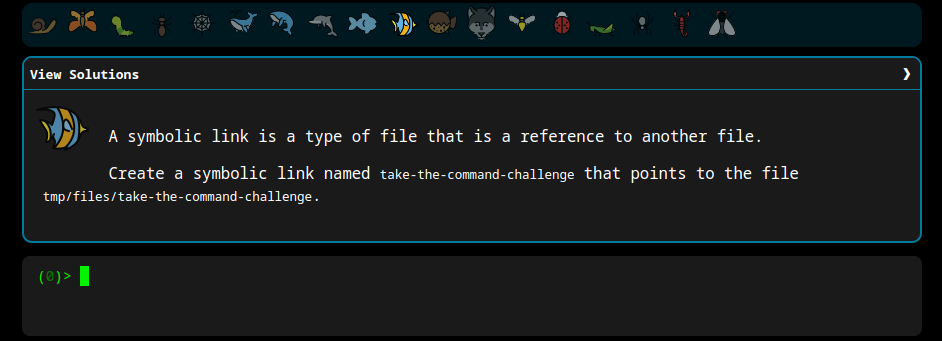 View Solutions ❯
A symbolic link is a type of file that is a reference to another file.
Create a symbolic link named take-the-command-challenge that points to the file
tmp/files/take-the-command-challenge.
(0)>